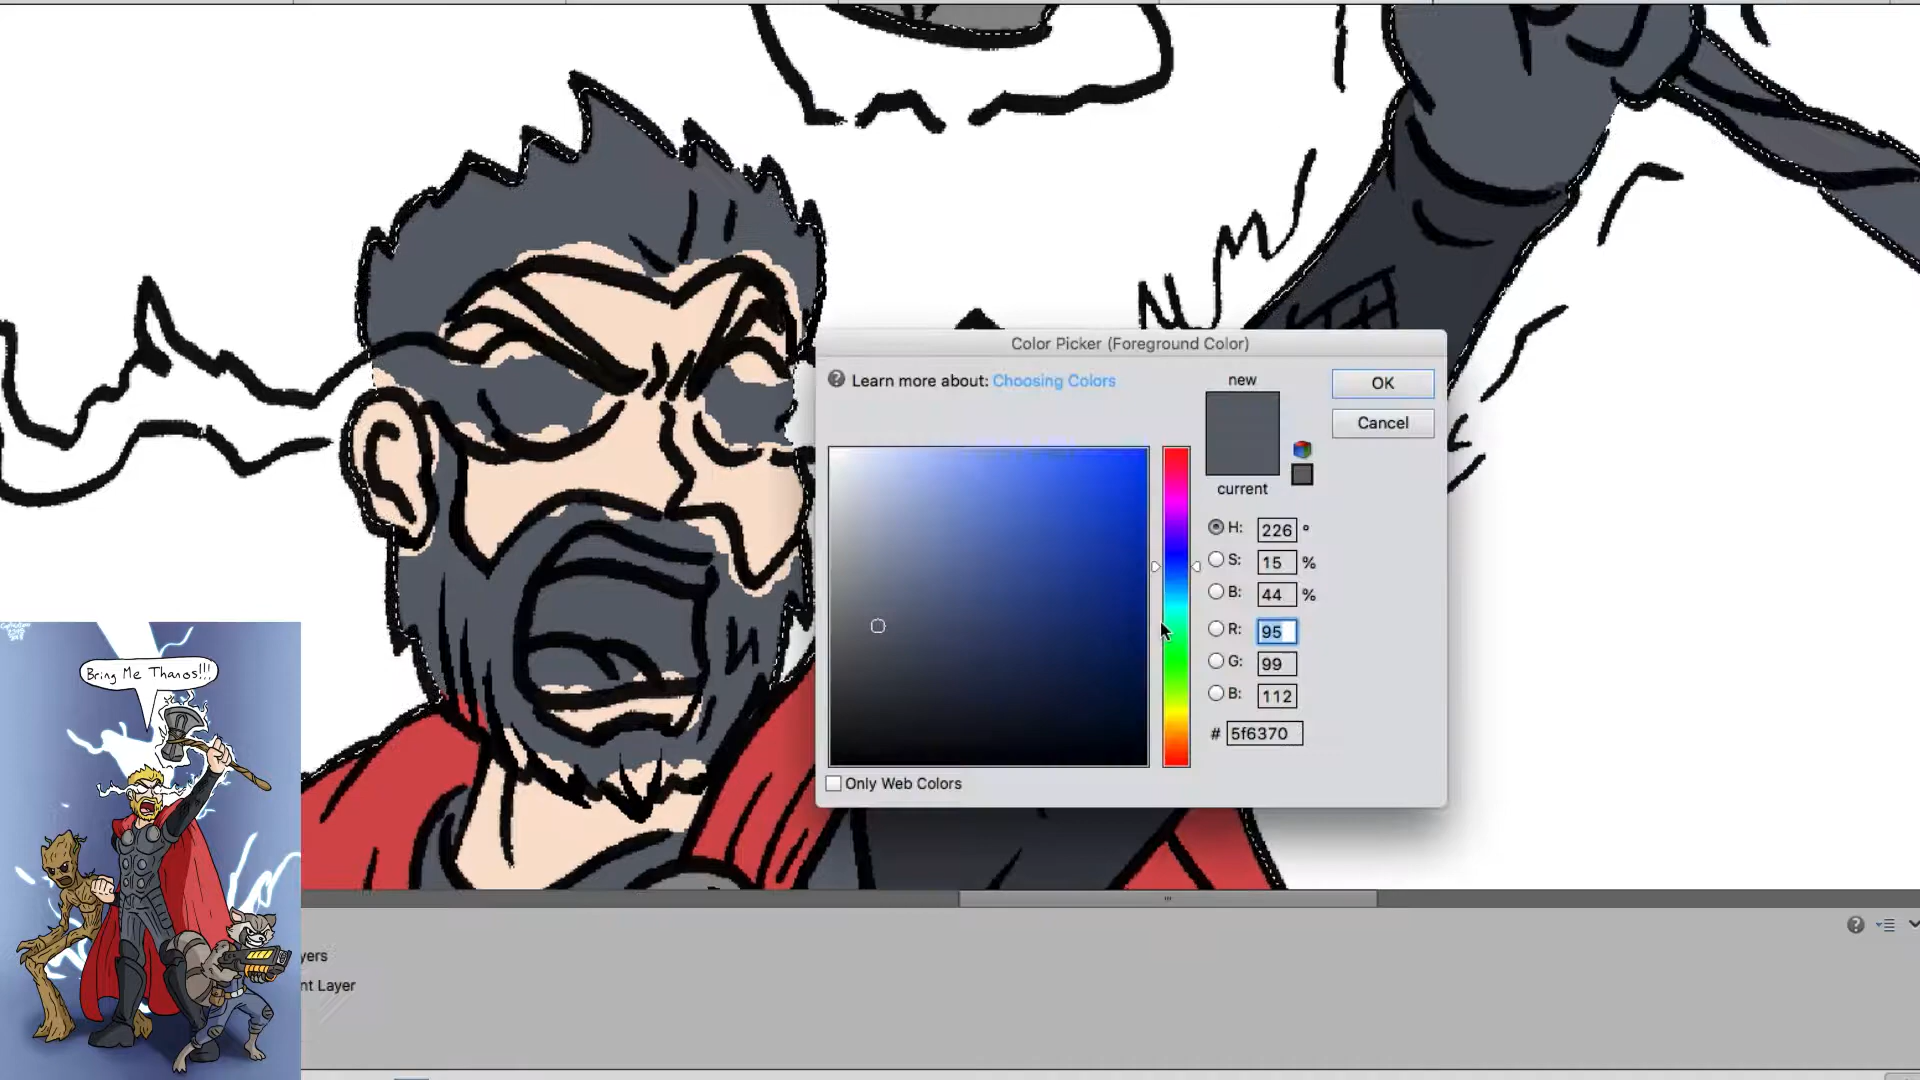 Color Picker (Foreground Color)
Learn more about: Choosing Colors
new
OK
Cancel
current
H: 226 °
S: 15 %
B: 44 %
R: 95
G: 99
B: 112
# 5f6370
Only Web Colors
Bring Me Thanos!!!
yers
nt Layer